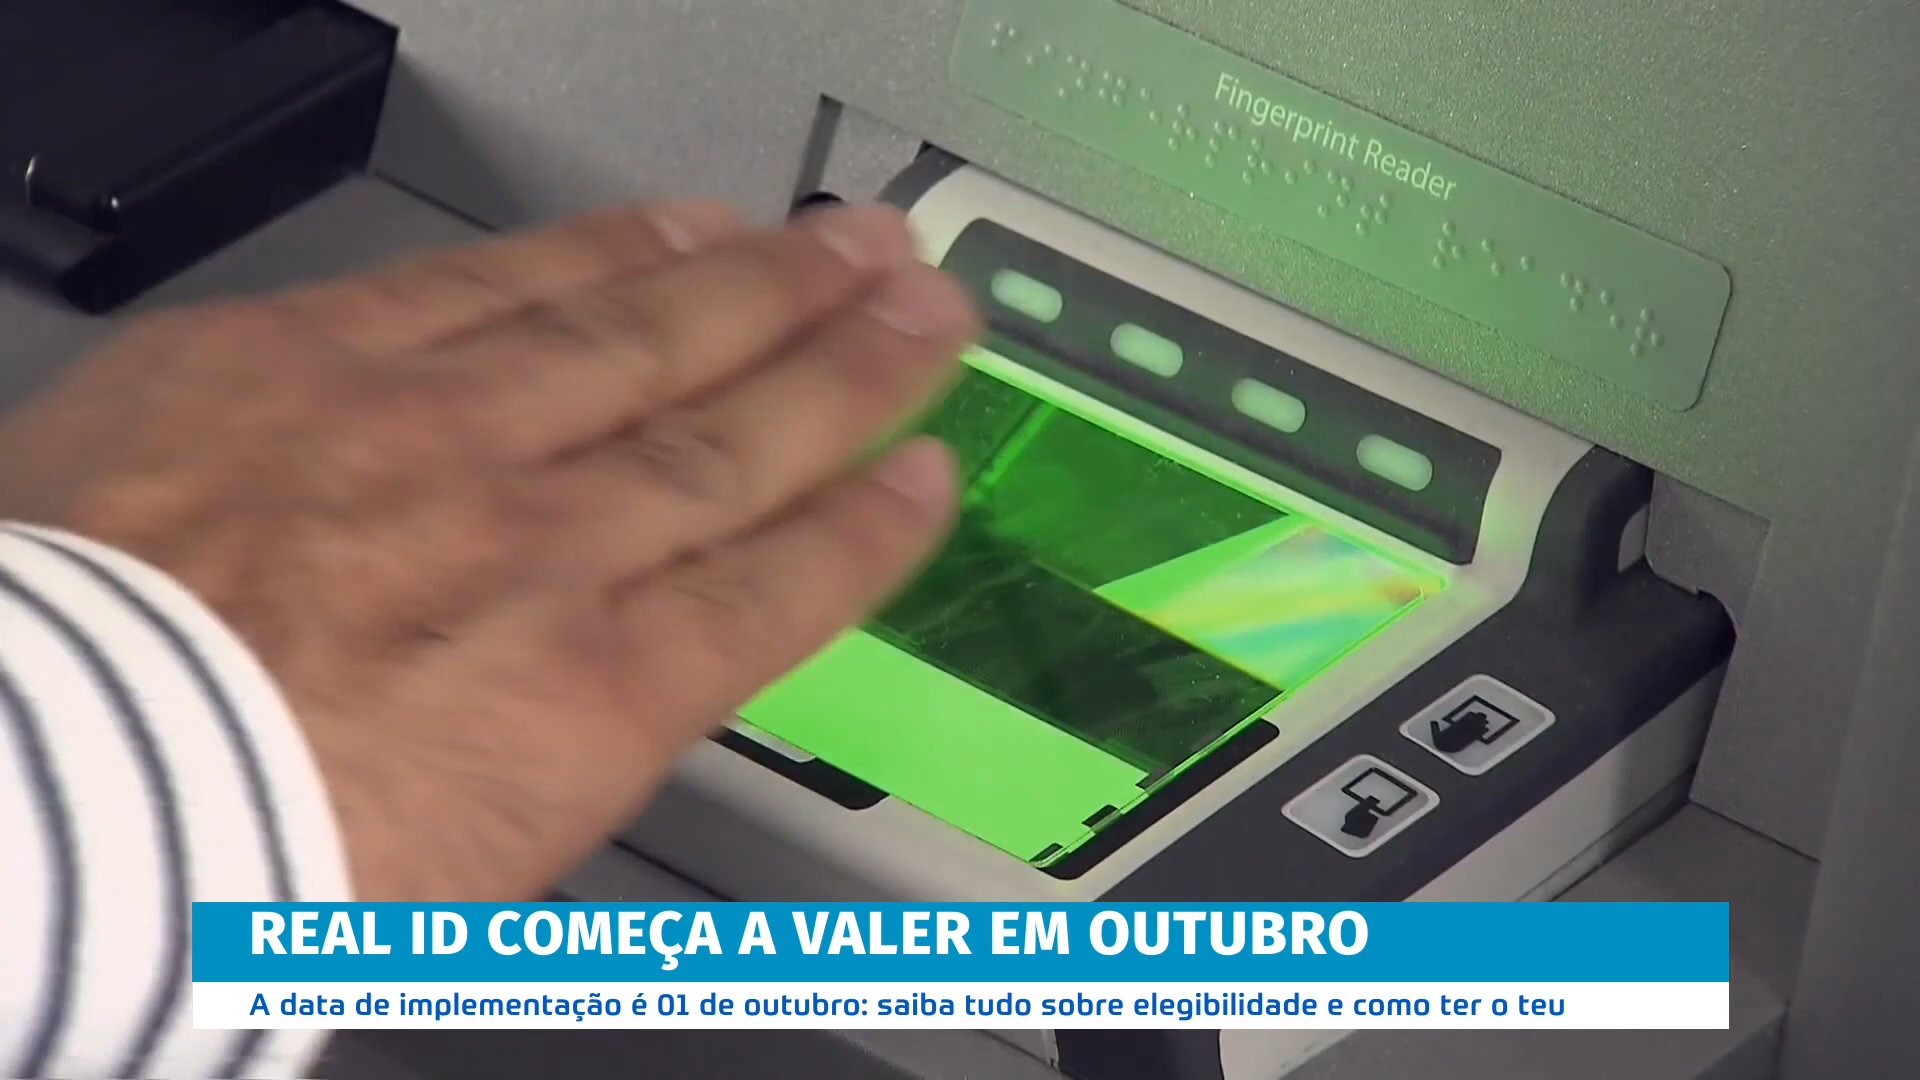 Fingerprint Reader
REAL ID COMEÇA A VALER EM OUTUBRO
A data de implementação é 01 de outubro: saiba tudo sobre elegibilidade e como ter o teu